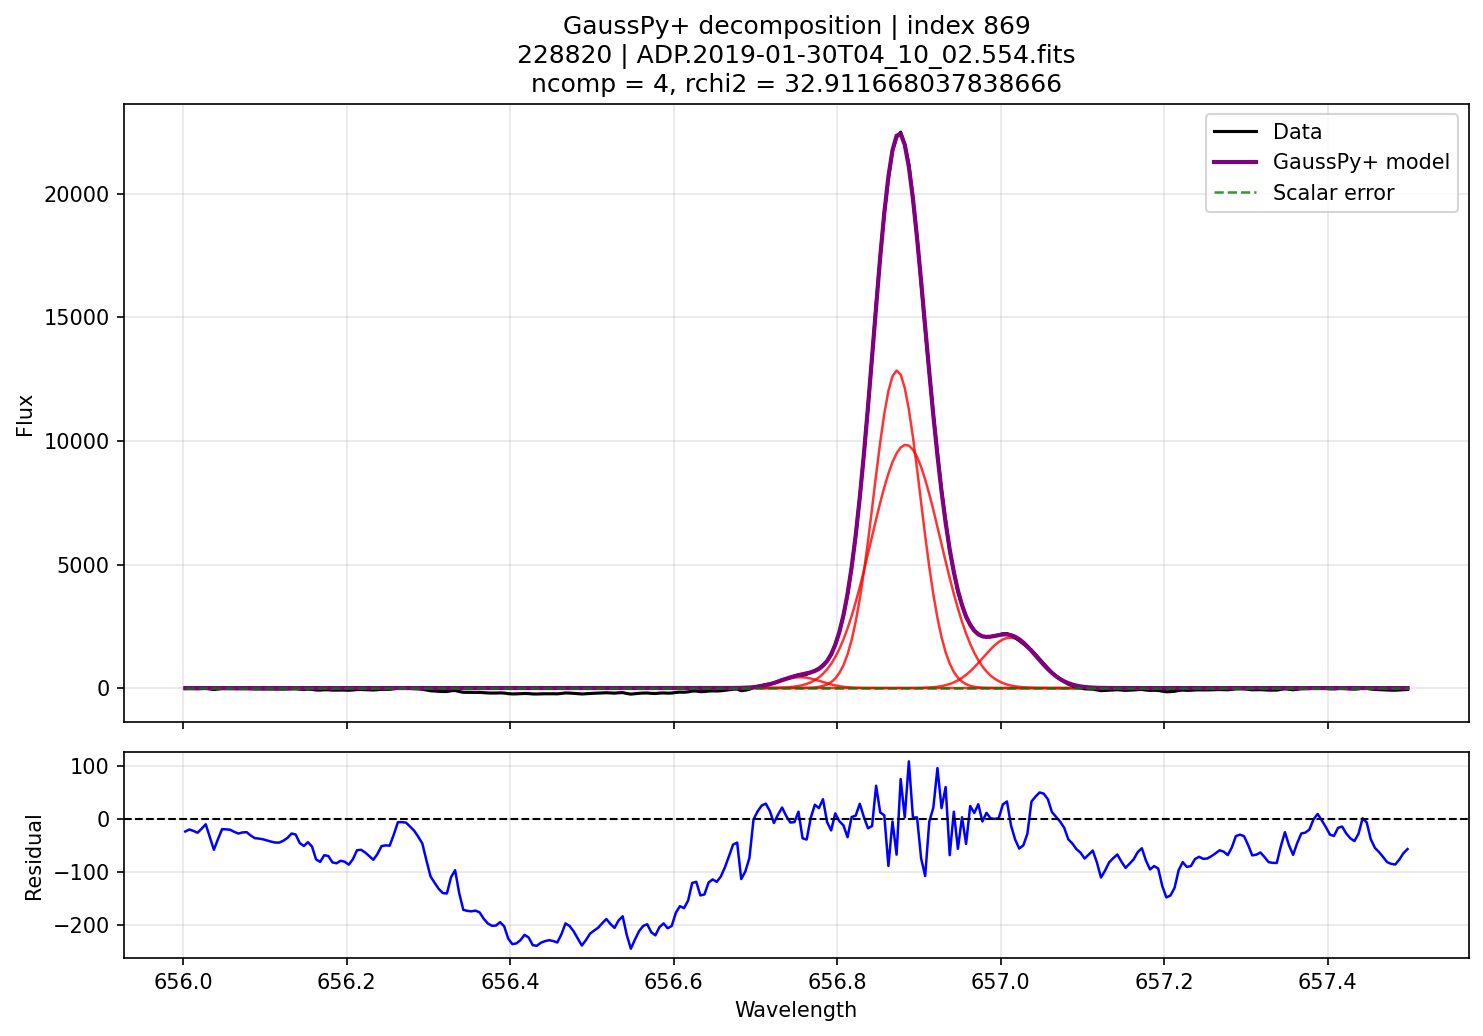 GaussPy+ decomposition | index 869
228820 | ADP.2019-01-30T04_10_02.554.fits
ncomp = 4, rchi2 = 32.911668037838666
Data
GaussPy+ model
Scalar error
Flux
20000
15000
10000
5000
0
Residual
100
0
−100
−200
656.0 656.2 656.4 656.6 656.8 657.0 657.2 657.4
Wavelength